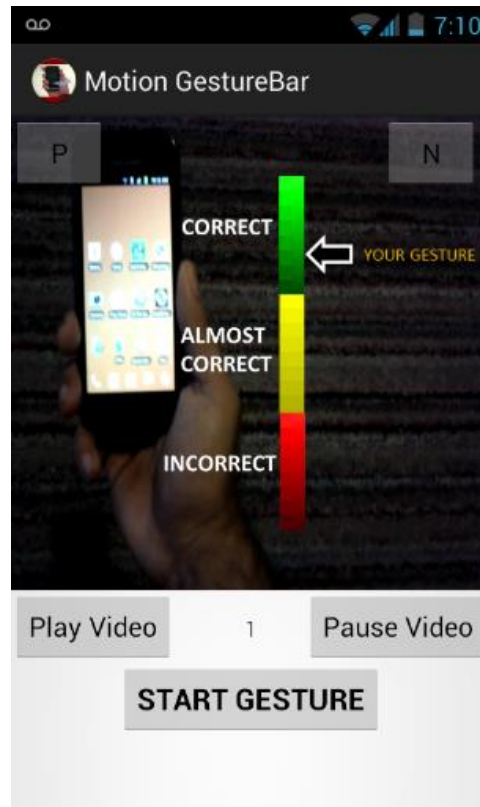 7:10
Motion GestureBar
P
N
CORRECT
YOUR GESTURE
ALMOST
CORRECT
INCORRECT
Play Video
1
Pause Video
START GESTURE